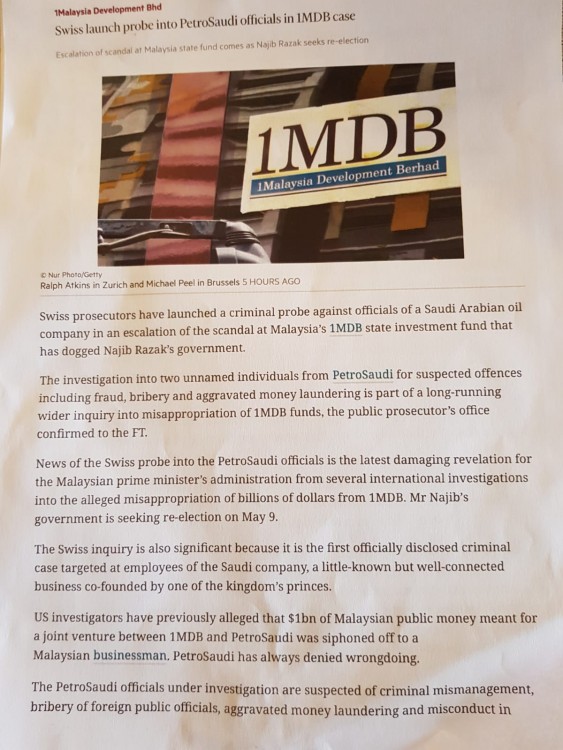 1Malaysia Development Bhd
Swiss launch probe into PetroSaudi officials in 1MDB case
Escalation of scandal at Malaysia state fund comes as Najib Razak seeks re-election
1MDB
1Malaysia Development Berhad
© Nur Photo/Getty
Ralph Atkins in Zurich and Michael Peel in Brussels 5 HOURS AGO
Swiss prosecutors have launched a criminal probe against officials of a Saudi Arabian oil
company in an escalation of the scandal at Malaysia's 1MDB state investment fund that
has dogged Najib Razak's government.
The investigation into two unnamed individuals from PetroSaudi for suspected offences
including fraud, bribery and aggravated money laundering is part of a long-running
wider inquiry into misappropriation of 1MDB funds, the public prosecutor's office
confirmed to the FT.
News of the Swiss probe into the PetroSaudi officials is the latest damaging revelation for
the Malaysian prime minister's administration from several international investigations
into the alleged misappropriation of billions of dollars from 1MDB. Mr Najib's
government is seeking re-election on May 9.
The Swiss inquiry is also significant because it is the first officially disclosed criminal
case targeted at employees of the Saudi company, a little-known but well-connected
business co-founded by one of the kingdom's princes.
US investigators have previously alleged that $1bn of Malaysian public money meant for
a joint venture between 1MDB and PetroSaudi was siphoned off to a
Malaysian businessman. PetroSaudi has always denied wrongdoing.
The PetroSaudi officials under investigation are suspected of criminal mismanagement,
bribery of foreign public officials, aggravated money laundering and misconduct in